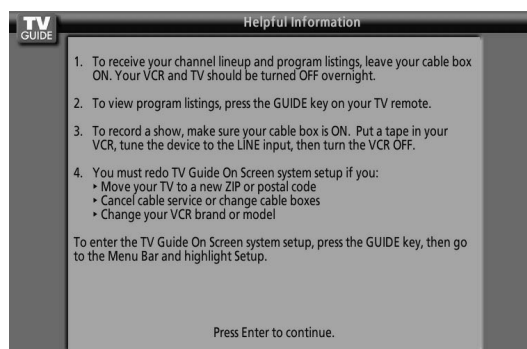 TV
GUIDE
Helpful Information
1. To receive your channel lineup and program listings, leave your cable box
ON. Your VCR and TV should be turned OFF overnight.
2. To view program listings, press the GUIDE key on your TV remote.
3. To record a show, make sure your cable box is ON. Put a tape in your
VCR, tune the device to the LINE input, then turn the VCR OFF.
4. You must redo TV Guide On Screen system setup if you:
‣ Move your TV to a new ZIP or postal code
‣ Cancel cable service or change cable boxes
‣ Change your VCR brand or model
To enter the TV Guide On Screen system setup, press the GUIDE key, then go
to the Menu Bar and highlight Setup.
Press Enter to continue.